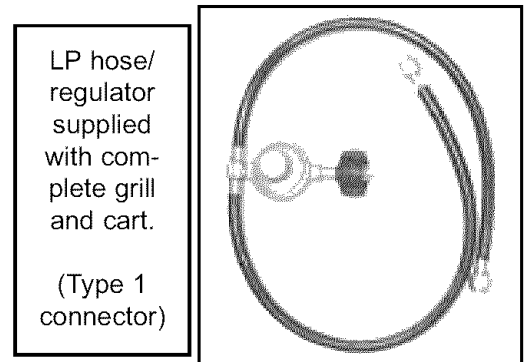 LP hose/
regulator
supplied
with com-
plete grill
and cart.
(Type 1
connector)